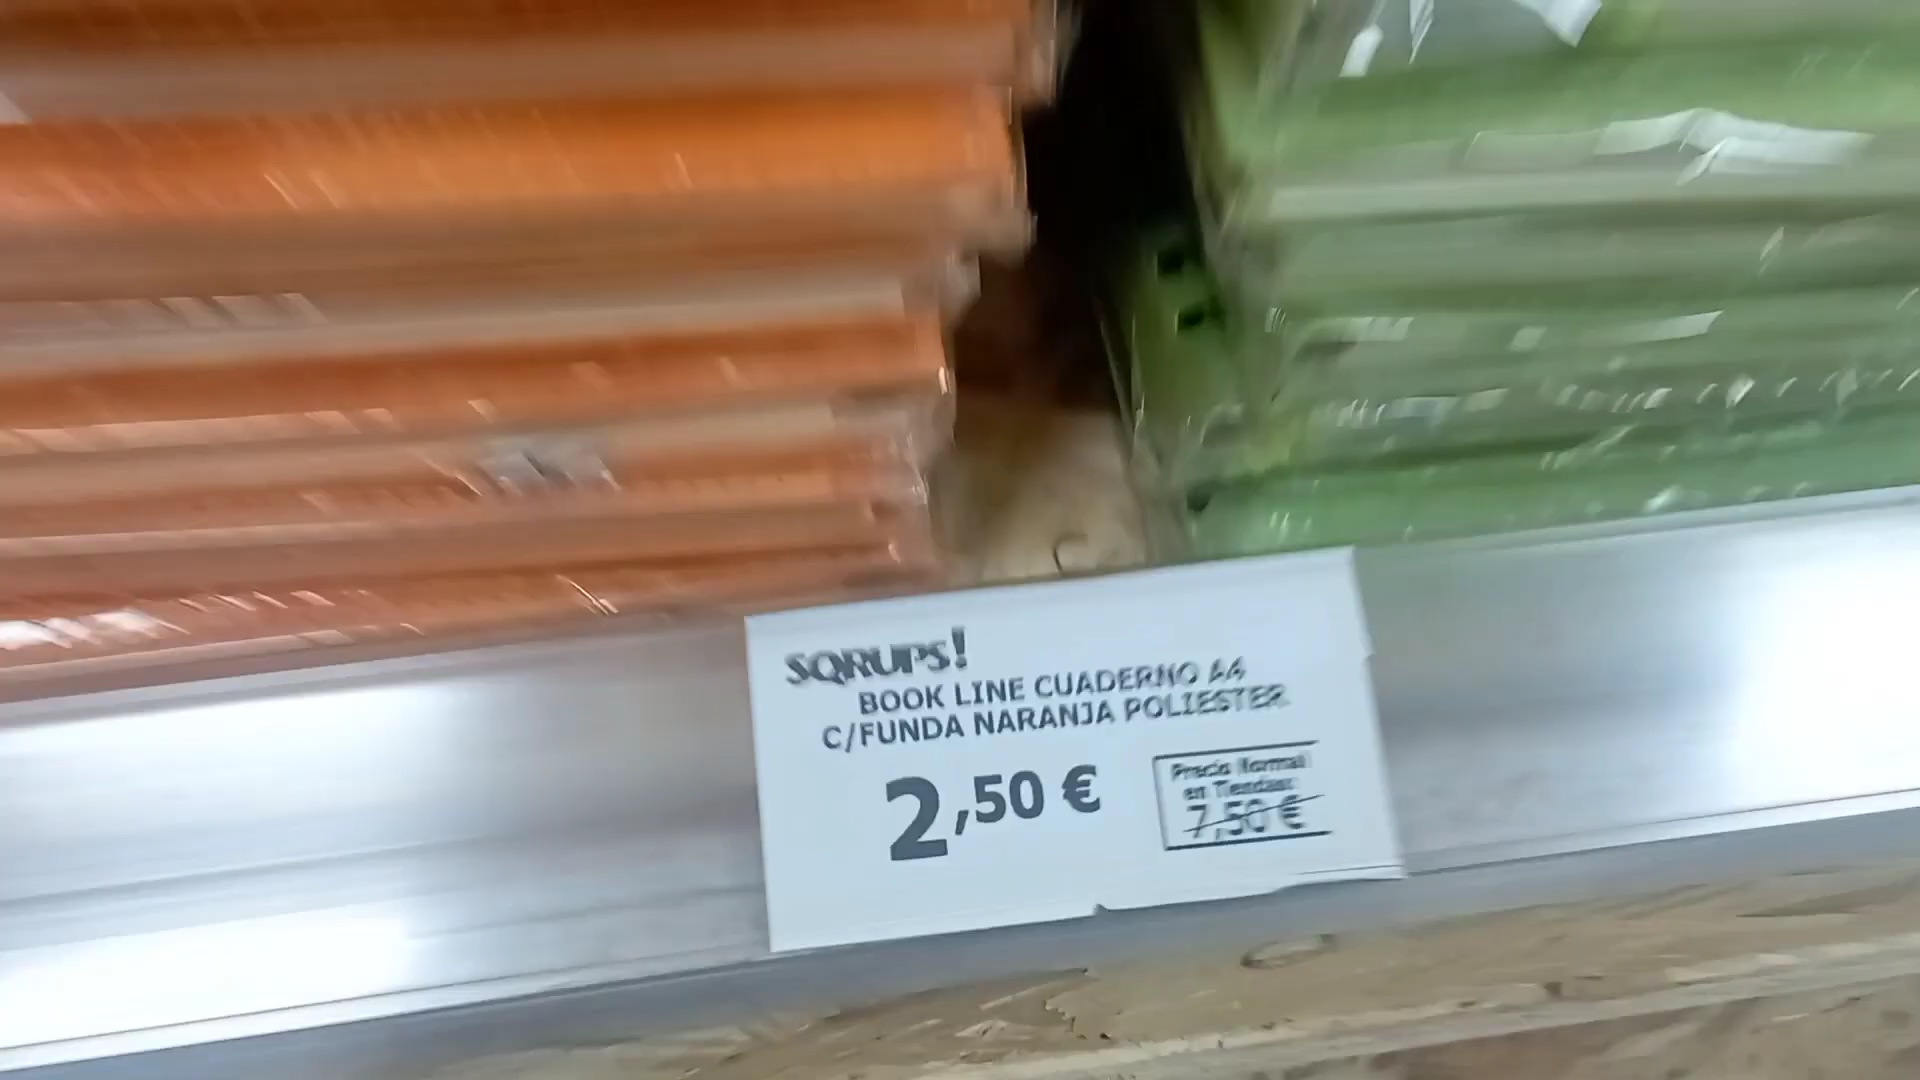 SQRUPS!
BOOK LINE CUADERNO A4
C/FUNDA NARANJA POLIESTER
2,50 €
Precio Normal
en Tiendas:
7,50 €